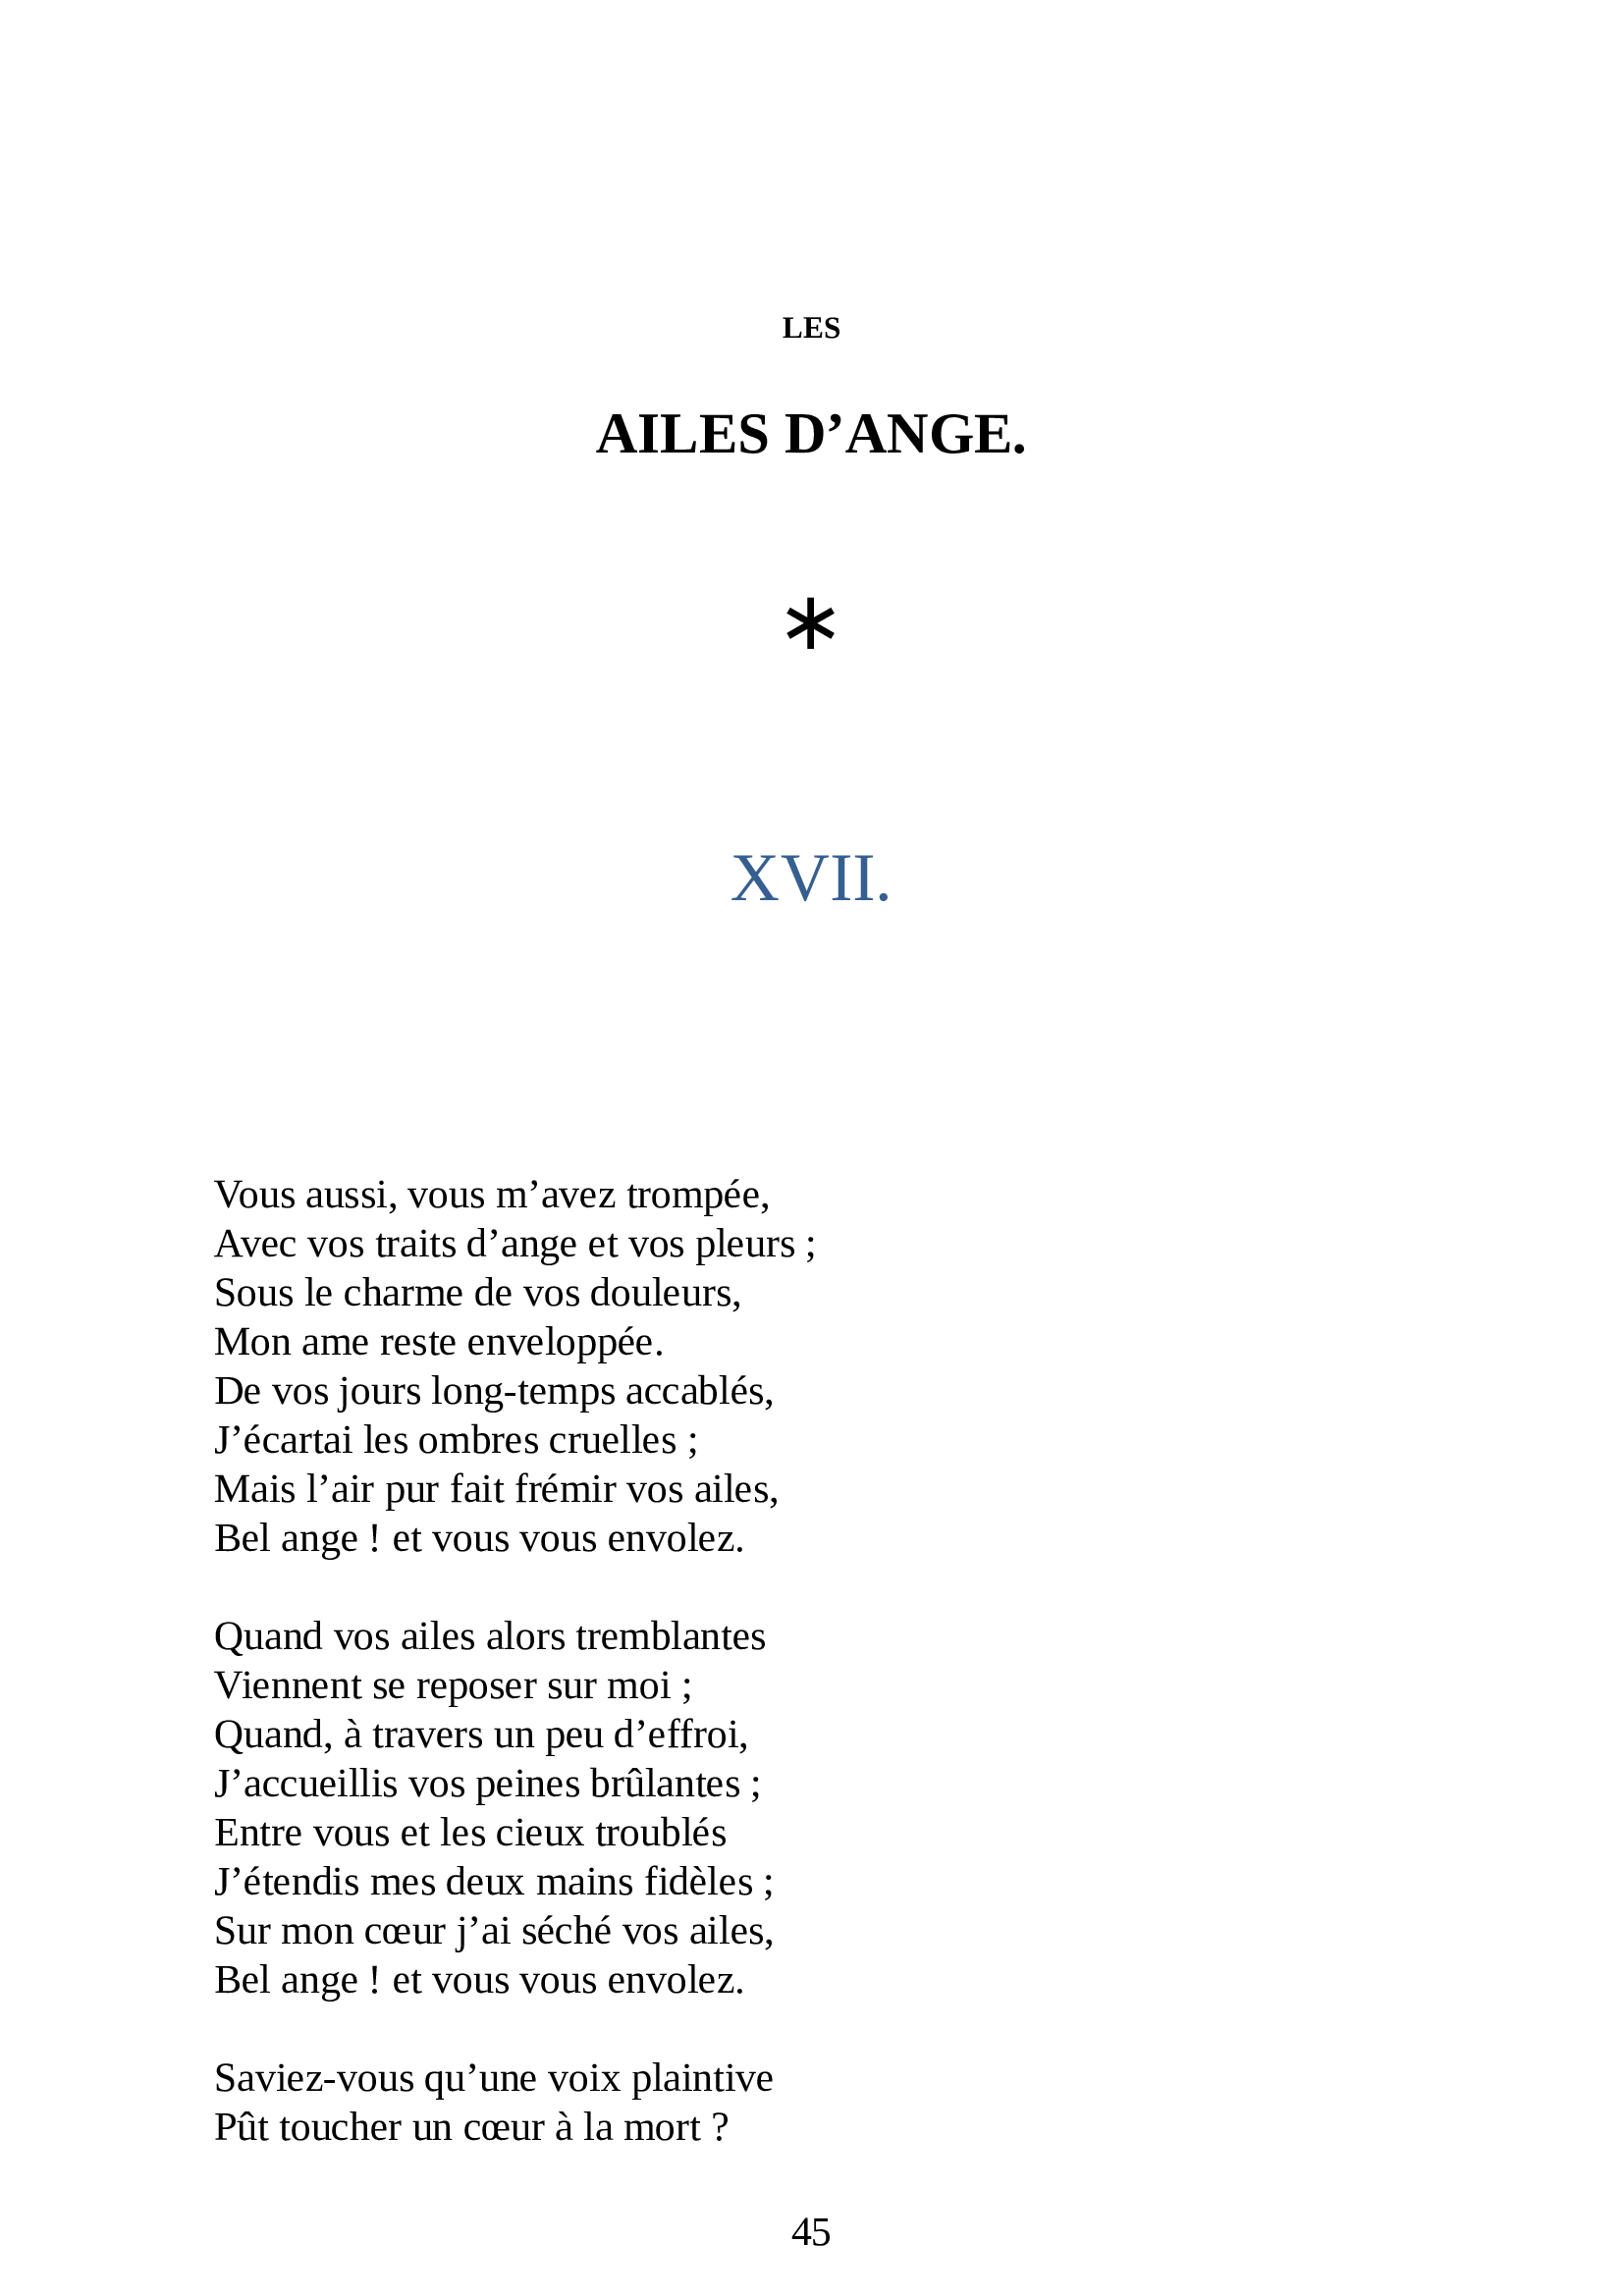 LES
AILES D’ANGE.
*
XVII.
Vous aussi, vous m’avez trompée,
Avec vos traits d’ange et vos pleurs ;
Sous le charme de vos douleurs,
Mon ame reste enveloppée.
De vos jours long-temps accablés,
J’écartai les ombres cruelles ;
Mais l’air pur fait frémir vos ailes,
Bel ange ! et vous vous envolez.
Quand vos ailes alors tremblantes
Viennent se reposer sur moi ;
Quand, à travers un peu d’effroi,
J’accueillis vos peines brûlantes ;
Entre vous et les cieux troublés
J’étendis mes deux mains fidèles ;
Sur mon cœur j’ai séché vos ailes,
Bel ange ! et vous vous envolez.
Saviez-vous qu’une voix plaintive
Pût toucher un cœur à la mort ?
45